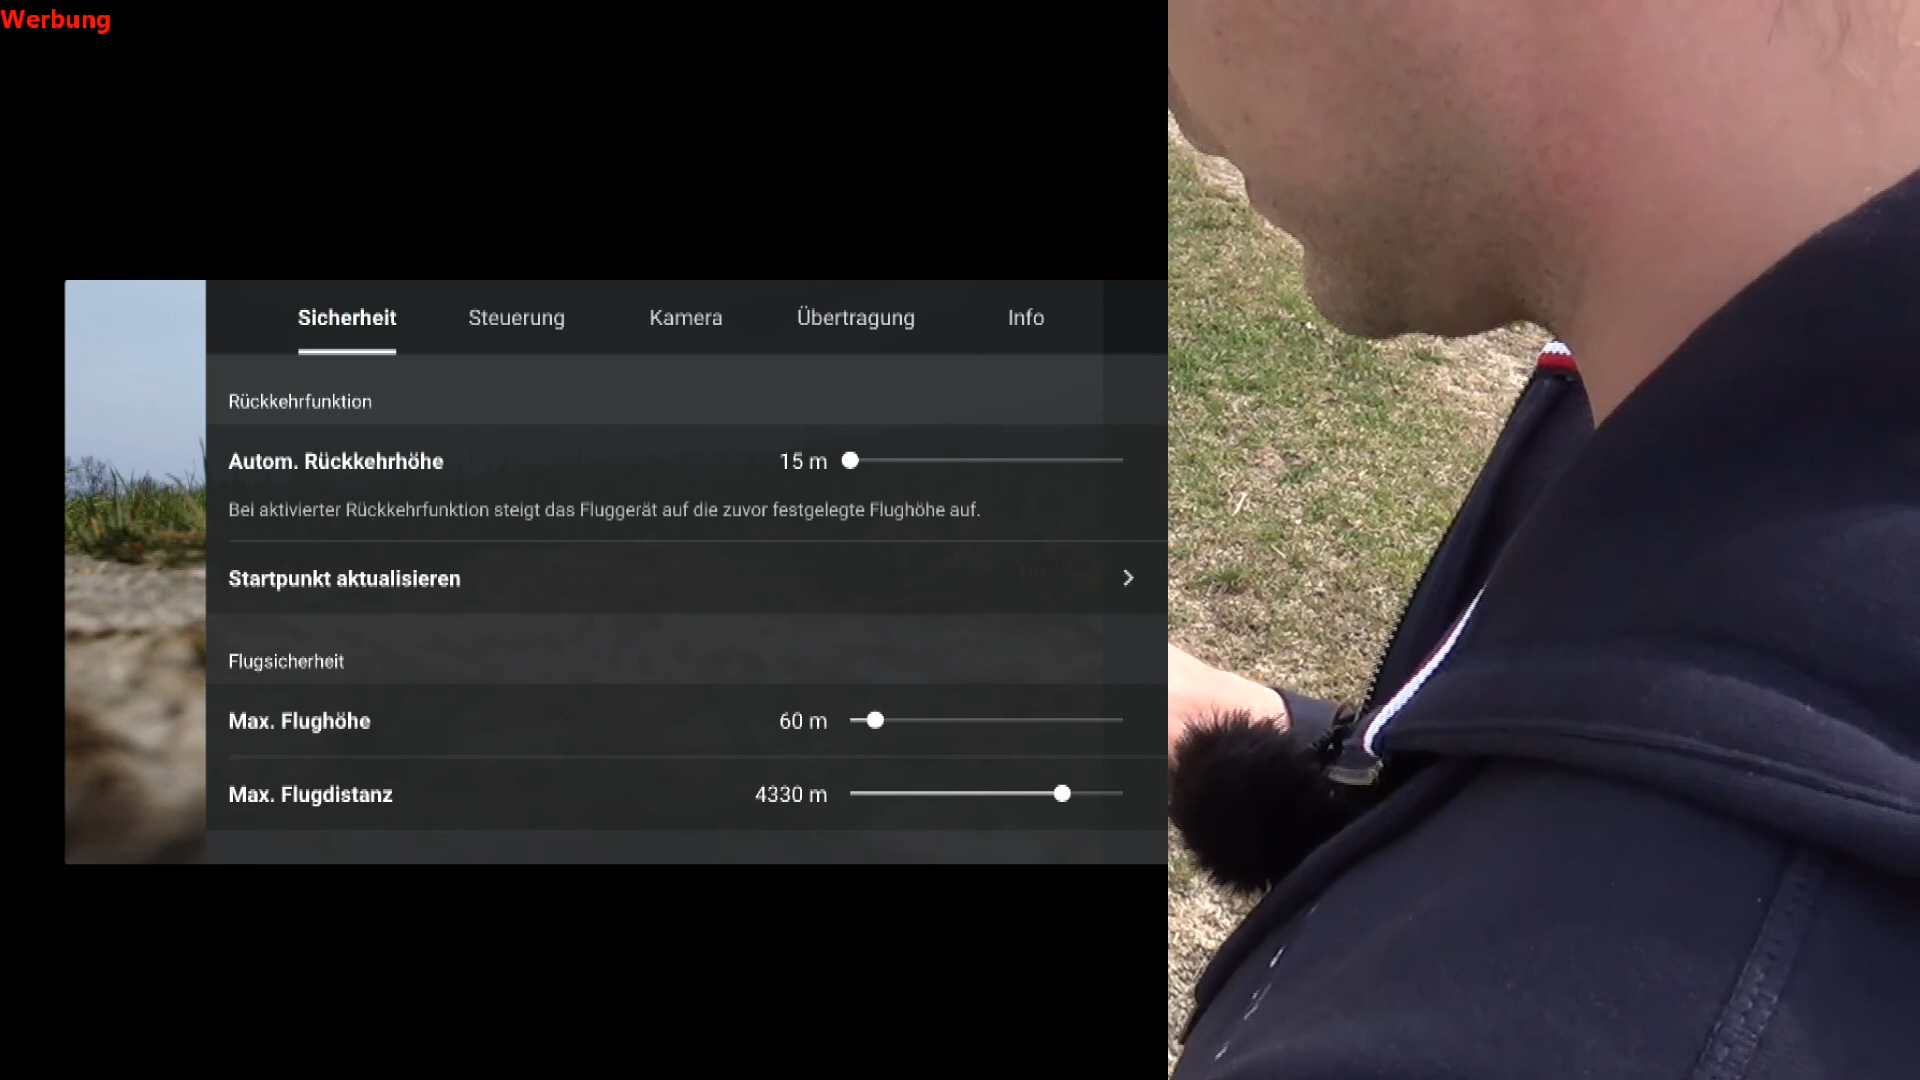 Werbung
Sicherheit Steuerung Kamera Übertragung Info
Rückkehrfunktion
Autom. Rückkehrhöhe 15 m
Bei aktivierter Rückkehrfunktion steigt das Fluggerät auf die zuvor festgelegte Flughöhe auf.
Startpunkt aktualisieren
Flugsicherheit
Max. Flughöhe 60 m
Max. Flugdistanz 4330 m